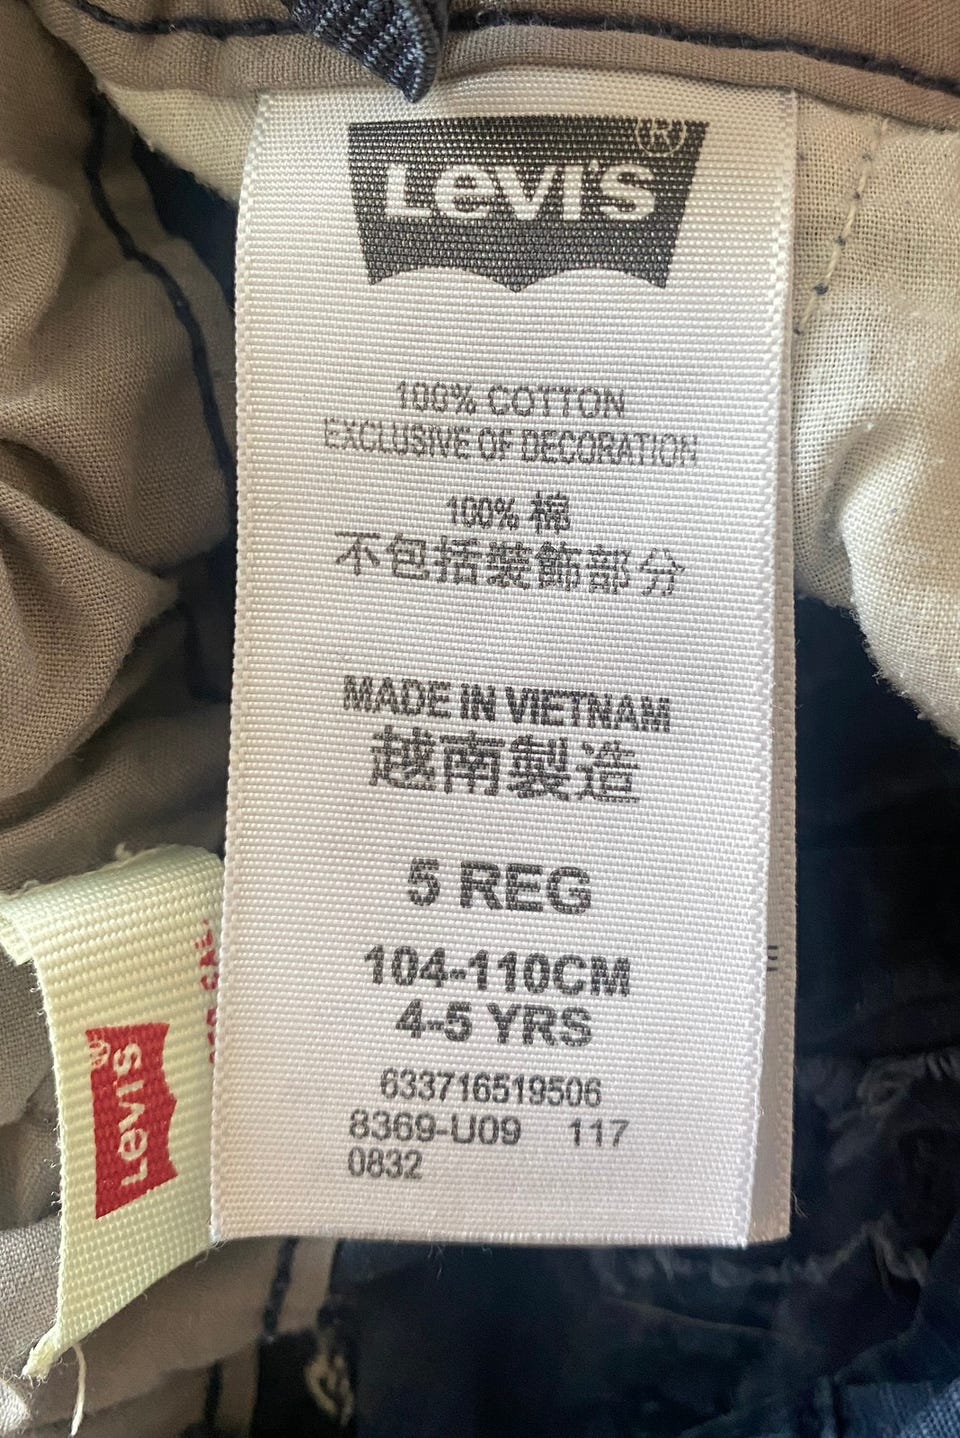 Levi's®
100% COTTON
EXCLUSIVE OF DECORATION
100% 棉
不包括裝飾部分
MADE IN VIETNAM
越南製造
5 REG
104-110CM
4-5 YRS
633716519506
8369-U09 117
0832
Levi's®
E